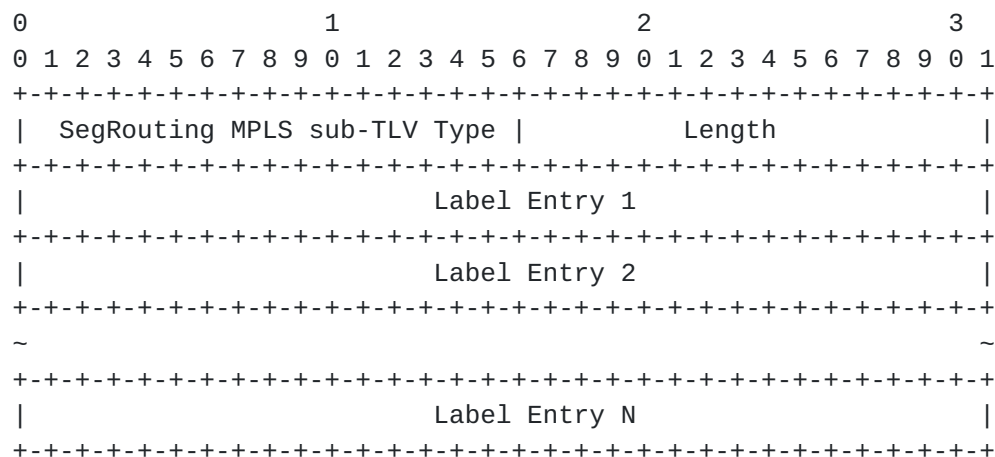 0                   1                   2                   3
0 1 2 3 4 5 6 7 8 9 0 1 2 3 4 5 6 7 8 9 0 1 2 3 4 5 6 7 8 9 0 1
+-+-+-+-+-+-+-+-+-+-+-+-+-+-+-+-+-+-+-+-+-+-+-+-+-+-+-+-+-+-+-+
|  SegRouting MPLS sub-TLV Type |          Length             |
+-+-+-+-+-+-+-+-+-+-+-+-+-+-+-+-+-+-+-+-+-+-+-+-+-+-+-+-+-+-+-+
|                          Label Entry 1                      |
+-+-+-+-+-+-+-+-+-+-+-+-+-+-+-+-+-+-+-+-+-+-+-+-+-+-+-+-+-+-+-+
|                          Label Entry 2                      |
+-+-+-+-+-+-+-+-+-+-+-+-+-+-+-+-+-+-+-+-+-+-+-+-+-+-+-+-+-+-+-+
~                                                             ~
+-+-+-+-+-+-+-+-+-+-+-+-+-+-+-+-+-+-+-+-+-+-+-+-+-+-+-+-+-+-+-+
|                          Label Entry N                      |
+-+-+-+-+-+-+-+-+-+-+-+-+-+-+-+-+-+-+-+-+-+-+-+-+-+-+-+-+-+-+-+